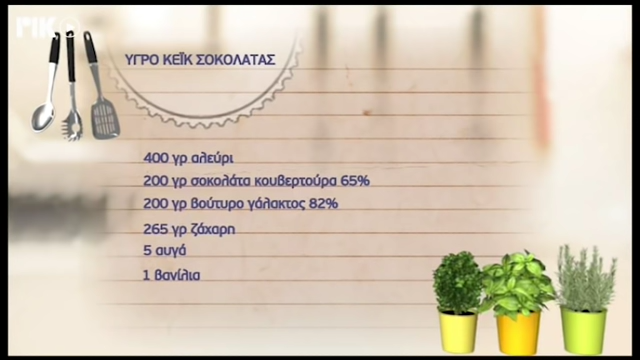 ΡΙΚ
ΥΓΡΟ ΚΕΪΚ ΣΟΚΟΛΑΤΑΣ
400 γρ αλεύρι
200 γρ σοκολάτα κουβερτούρα 65%
200 γρ βούτυρο γάλακτος 82%
265 γρ ζάχαρη
5 αυγά
1 βανίλια